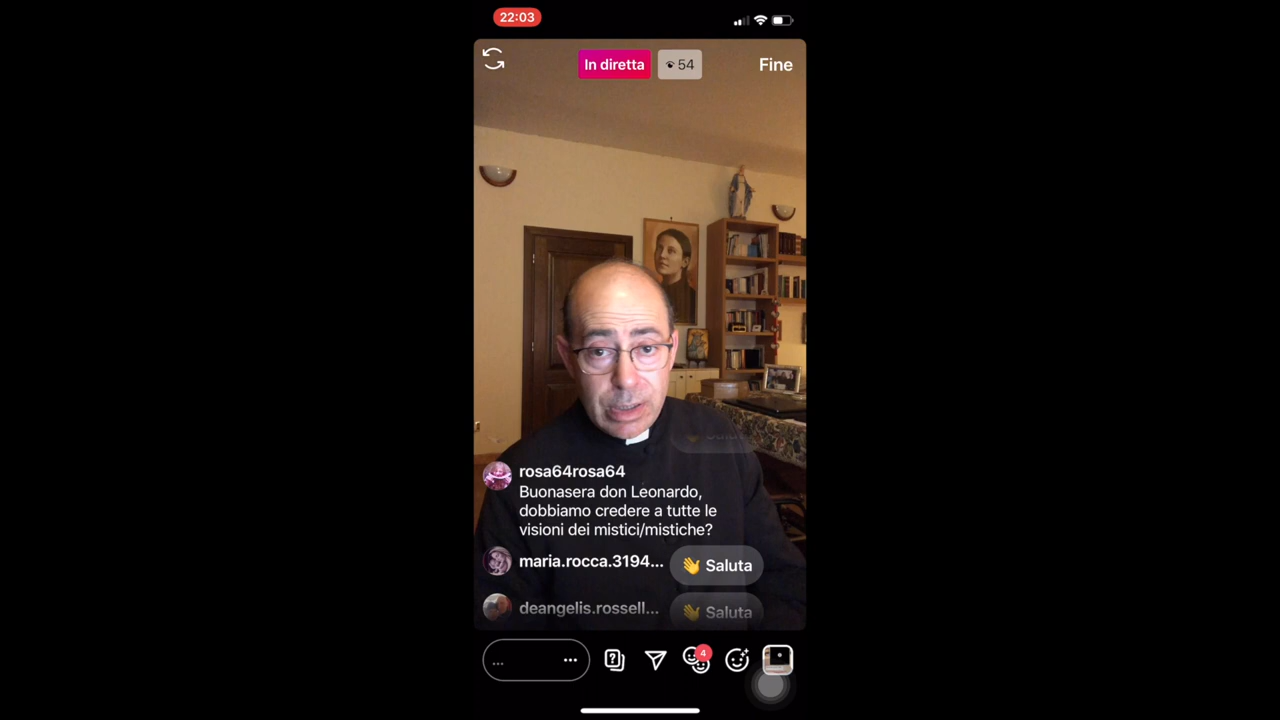 22:03
In diretta
54
Fine
Saluta
rosa64rosa64
Buonasera don Leonardo,
dobbiamo credere a tutte le
visioni dei mistici/mistiche?
maria.rocca.3194...
👋 Saluta
deangelis.rossell...
👋 Saluta
...
4